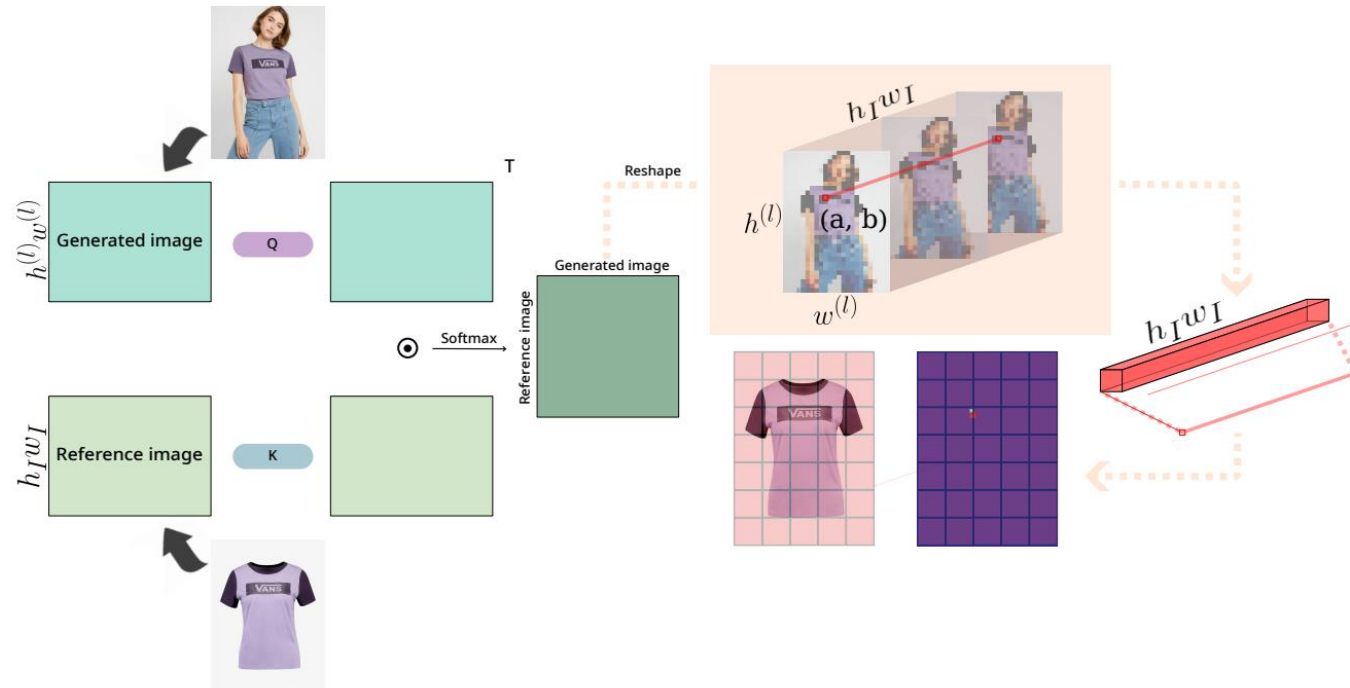 VANS
T
Reshape
h_I w_I
h^{(l)} w^{(l)}
Generated image
Q
h^{(l)}
(a, b)
w^{(l)}
Generated image
Reference image
Softmax
h_I w_I
VANS
h_I w_I
Reference image
K
VANS